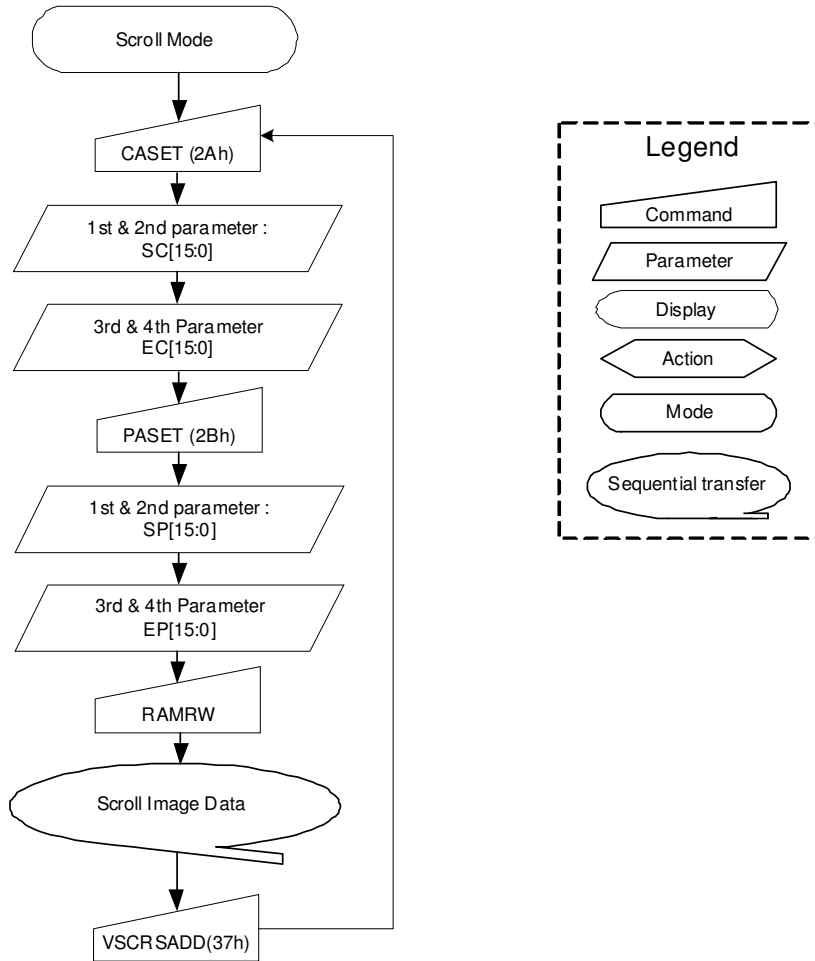 Scroll Mode
CASET (2Ah)
1st & 2nd parameter :
SC[15:0]
3rd & 4th Parameter
EC[15:0]
PASET (2Bh)
1st & 2nd parameter :
SP[15:0]
3rd & 4th Parameter
EP[15:0]
RAMRW
Scroll Image Data
VSCRSADD(37h)
Legend
Command
Parameter
Display
Action
Mode
Sequential transfer